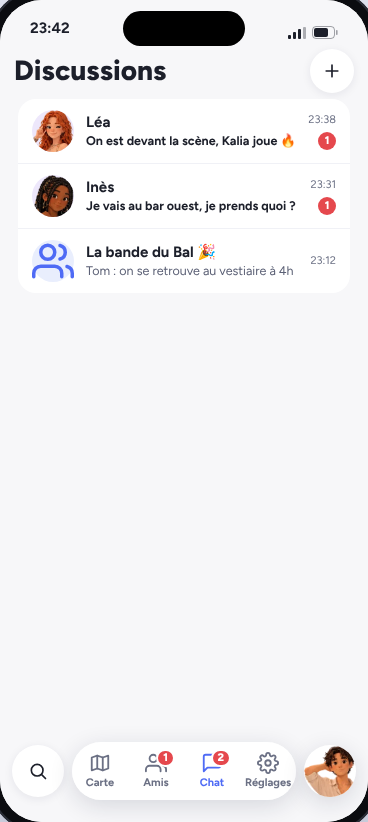 23:42
Discussions
Léa
23:38
On est devant la scène, Kalia joue 🔥
1
Inès
23:31
Je vais au bar ouest, je prends quoi ?
1
La bande du Bal 🎉
23:12
Tom : on se retrouve au vestiaire à 4h
1
2
Carte
Amis
Chat
Réglages